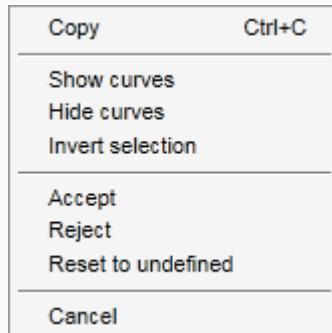 Copy Ctrl+C
Show curves
Hide curves
Invert selection
Accept
Reject
Reset to undefined
Cancel